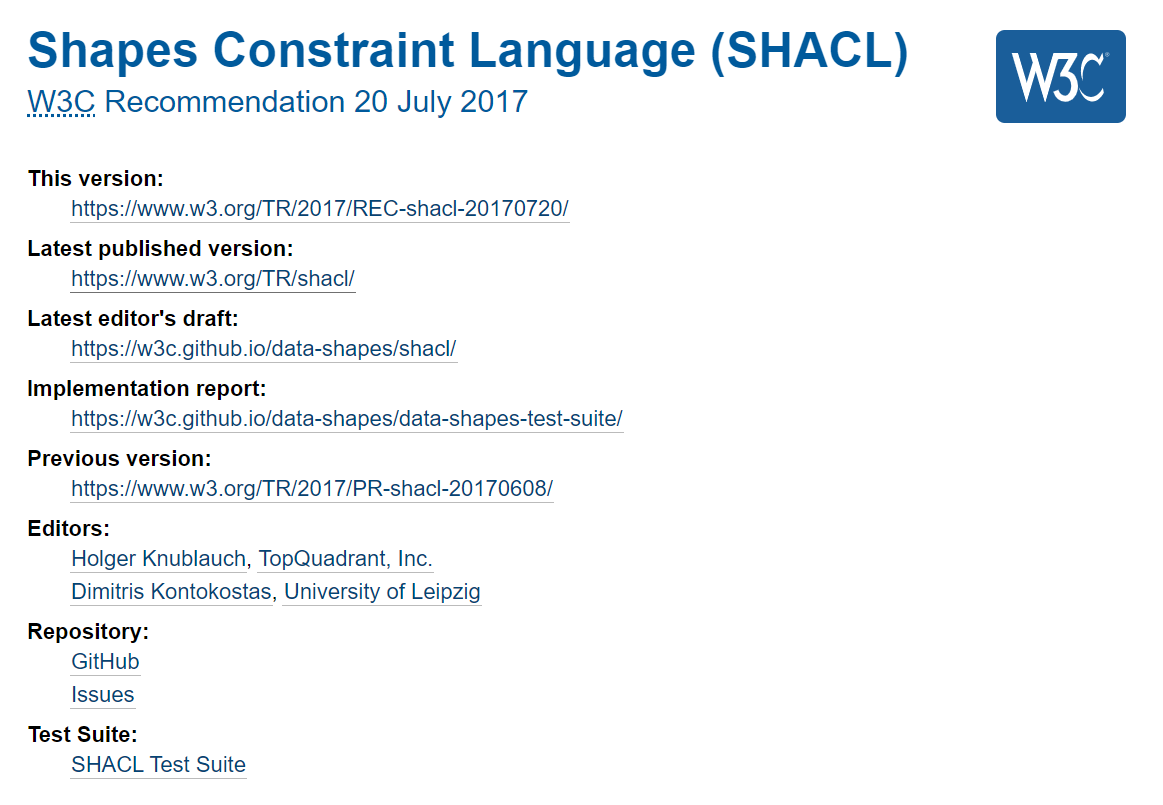 Shapes Constraint Language (SHACL)
W3C®
W3C Recommendation 20 July 2017
This version:
https://www.w3.org/TR/2017/REC-shacl-20170720/
Latest published version:
https://www.w3.org/TR/shacl/
Latest editor's draft:
https://w3c.github.io/data-shapes/shacl/
Implementation report:
https://w3c.github.io/data-shapes/data-shapes-test-suite/
Previous version:
https://www.w3.org/TR/2017/PR-shacl-20170608/
Editors:
Holger Knublauch, TopQuadrant, Inc.
Dimitris Kontokostas, University of Leipzig
Repository:
GitHub
Issues
Test Suite:
SHACL Test Suite